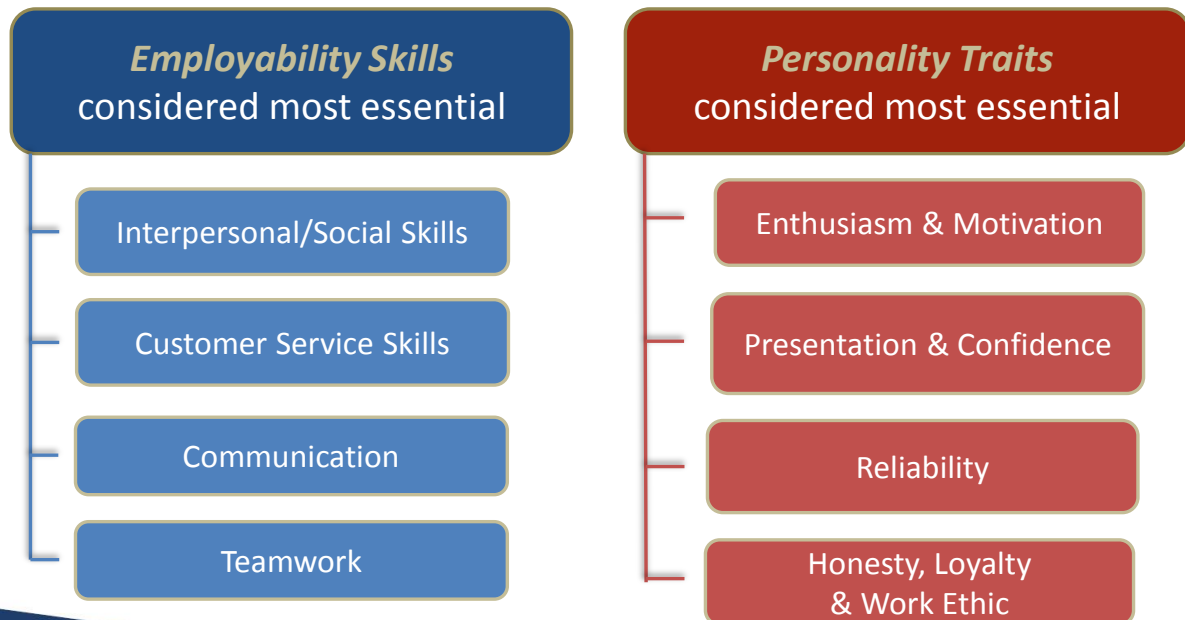 Employability Skills
considered most essential
Interpersonal/Social Skills
Customer Service Skills
Communication
Teamwork
Personality Traits
considered most essential
Enthusiasm & Motivation
Presentation & Confidence
Reliability
Honesty, Loyalty
& Work Ethic